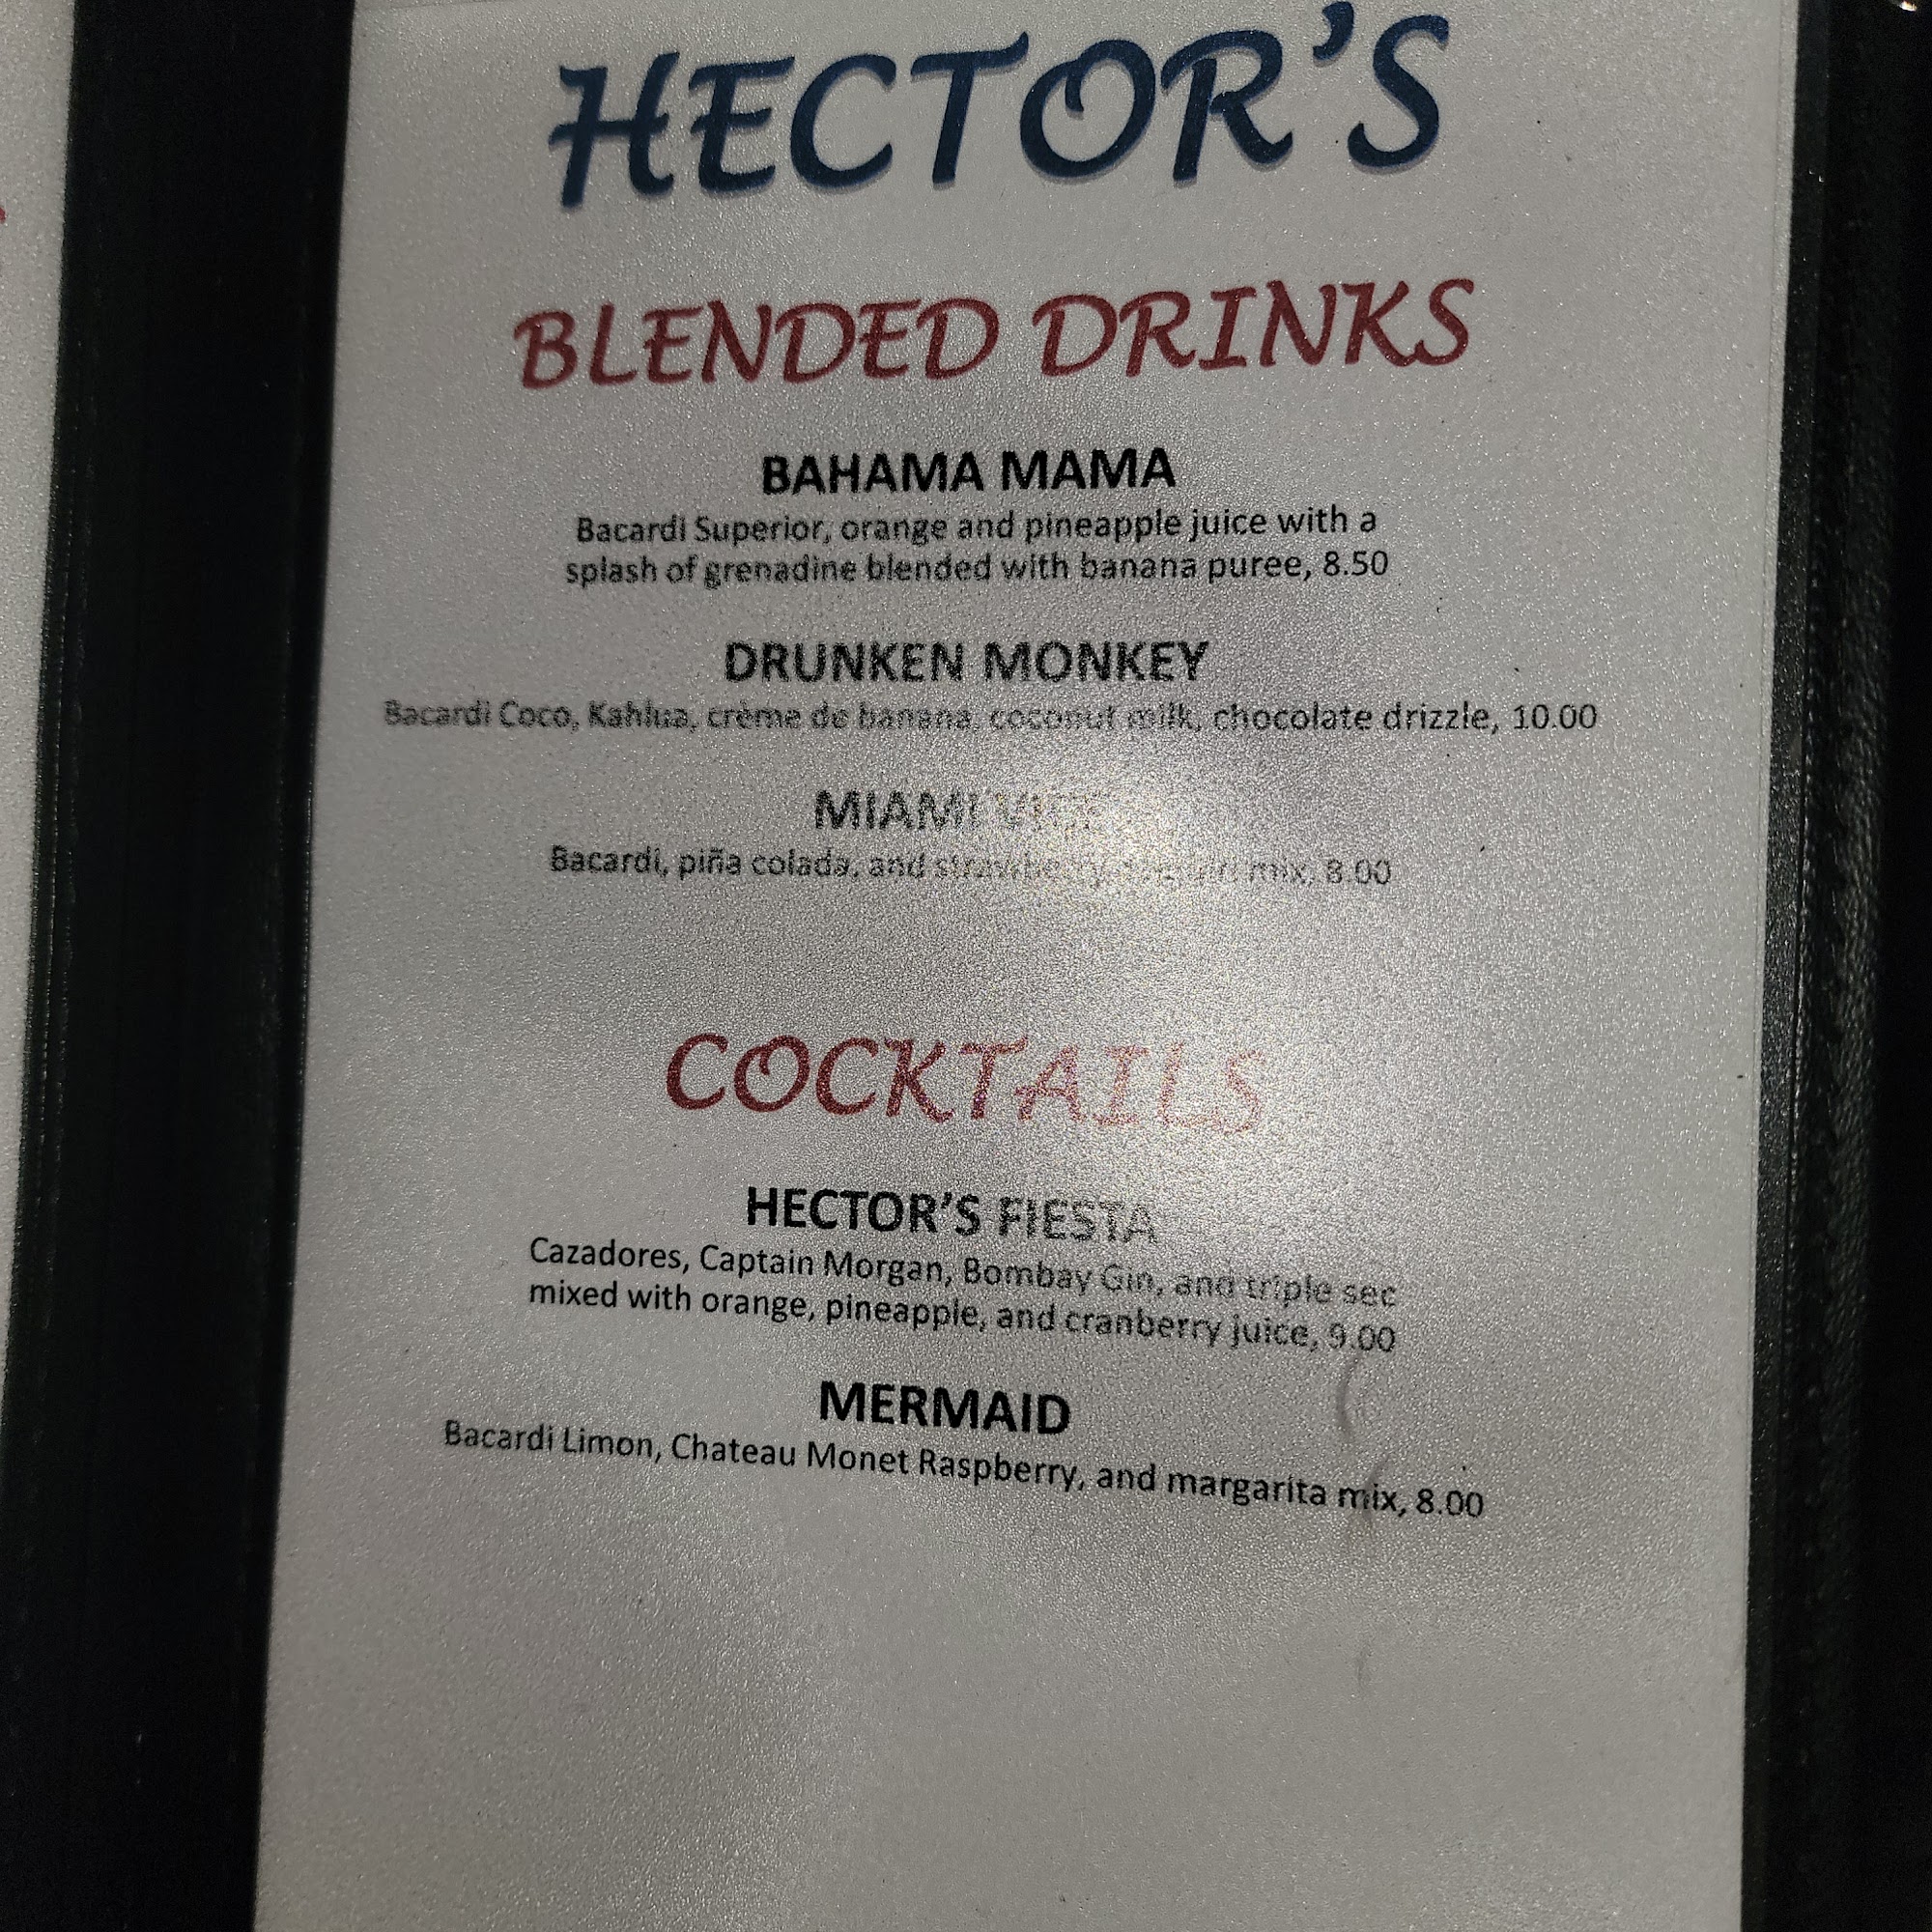 HECTOR'S
BLENDED DRINKS
BAHAMA MAMA
Bacardi Superior, orange and pineapple juice with a
splash of grenadine blended with banana puree, 8.50
DRUNKEN MONKEY
Bacardi Coco, Kahlua, crème de banana, coconut milk, chocolate drizzle, 10.00
MIAMI VICE
Bacardi, piña colada, and strawberry mix, 8.00
COCKTAILS
HECTOR'S FIESTA
Cazadores, Captain Morgan, Bombay Gin, and triple sec
mixed with orange, pineapple, and cranberry juice, 9.00
MERMAID
Bacardi Limon, Chateau Monet Raspberry, and margarita mix, 8.00